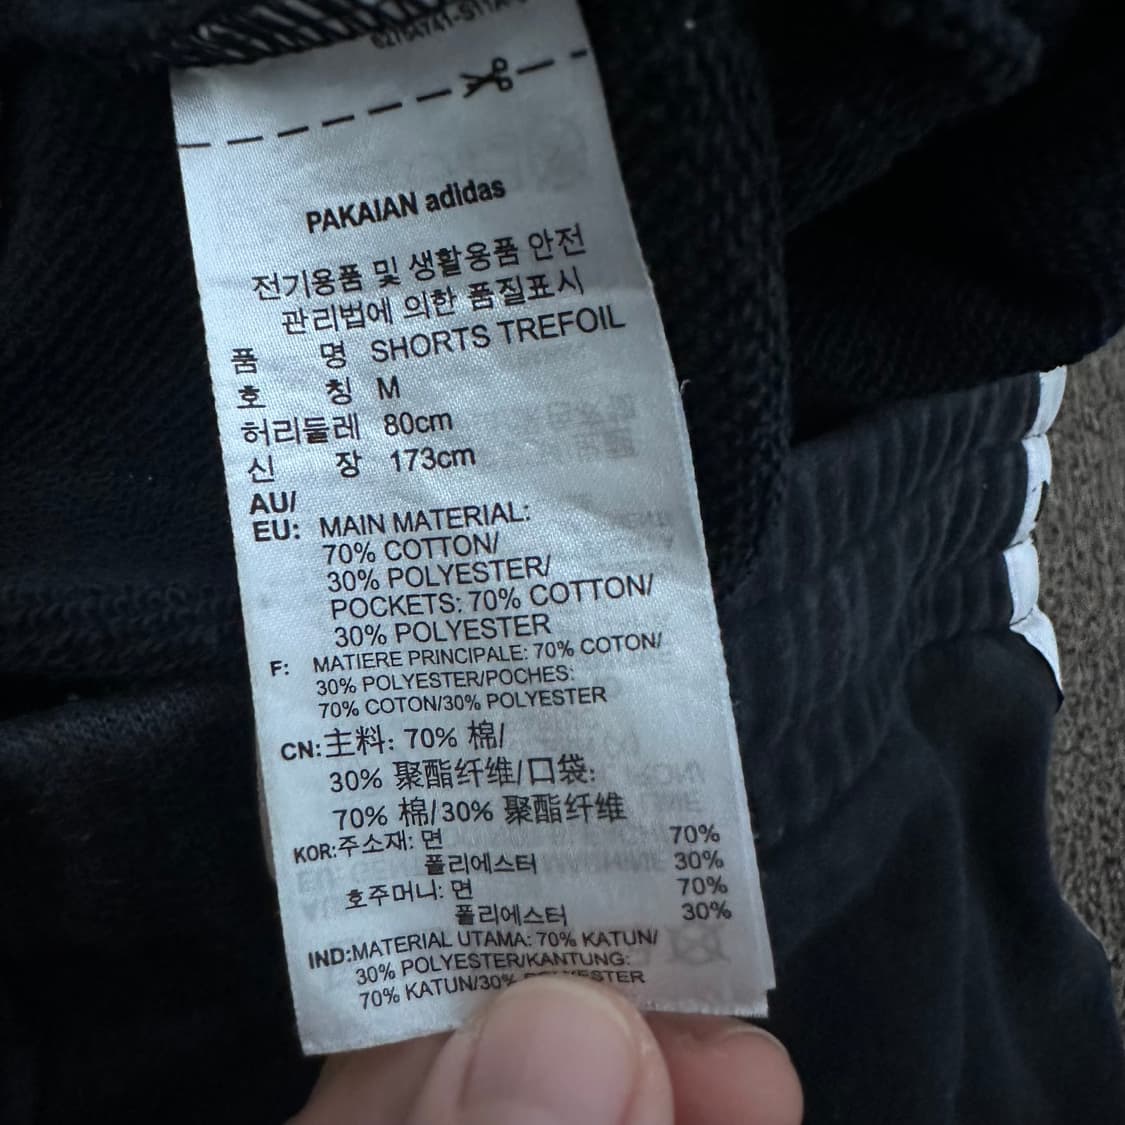 PAKAIAN adidas
전기용품 및 생활용품 안전
관리법에 의한 품질표시
품 명 SHORTS TREFOIL
호 칭 M
허리둘레 80cm
신 장 173cm
AU/
EU: MAIN MATERIAL:
70% COTTON/
30% POLYESTER/
POCKETS: 70% COTTON/
30% POLYESTER
F: MATIERE PRINCIPALE: 70% COTON/
30% POLYESTER/POCHES:
70% COTON/30% POLYESTER
CN: 主料: 70% 棉/
30% 聚酯纤维/口袋:
70% 棉/30% 聚酯纤维
KOR: 주소재: 면 70%
폴리에스터 30%
호주머니: 면 70%
폴리에스터 30%
IND: MATERIAL UTAMA: 70% KATUN/
30% POLYESTER/KANTUNG:
70% KATUN/30%